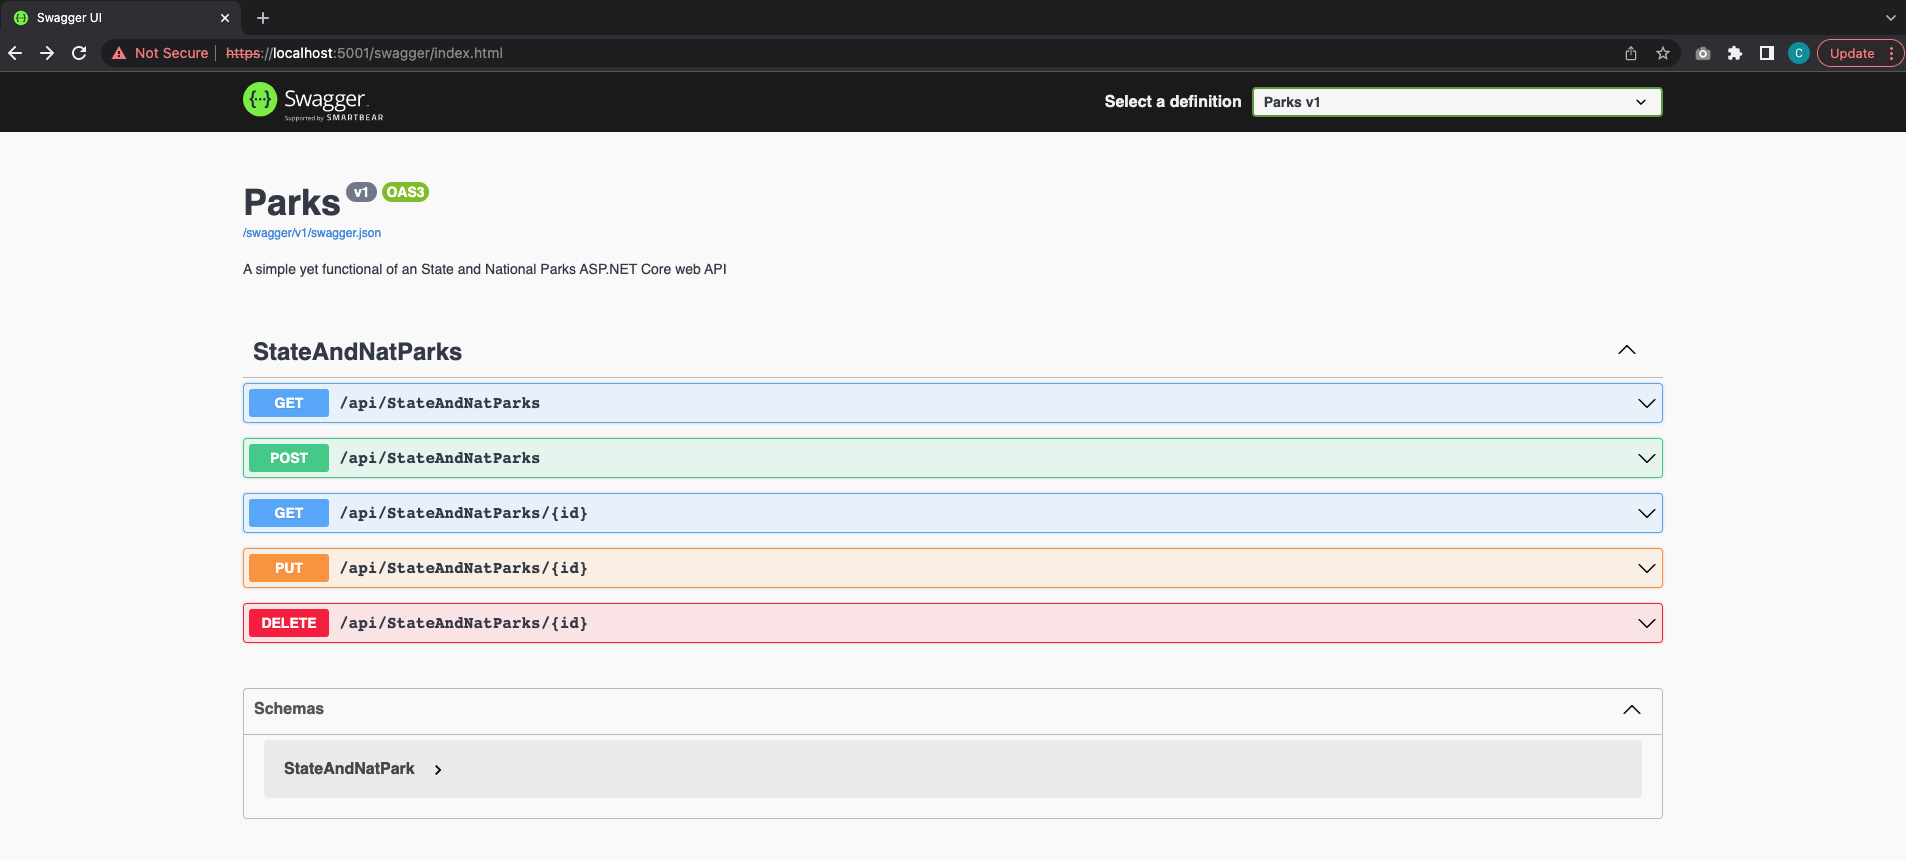 Swagger UI
Not Secure https://localhost:5001/swagger/index.html
C Update
{...} Swagger
Supported by SMARTBEAR
Select a definition Parks v1
Parks v1 OAS3
/swagger/v1/swagger.json
A simple yet functional of an State and National Parks ASP.NET Core web API
StateAndNatParks
GET /api/StateAndNatParks
POST /api/StateAndNatParks
GET /api/StateAndNatParks/{id}
PUT /api/StateAndNatParks/{id}
DELETE /api/StateAndNatParks/{id}
Schemas
StateAndNatPark